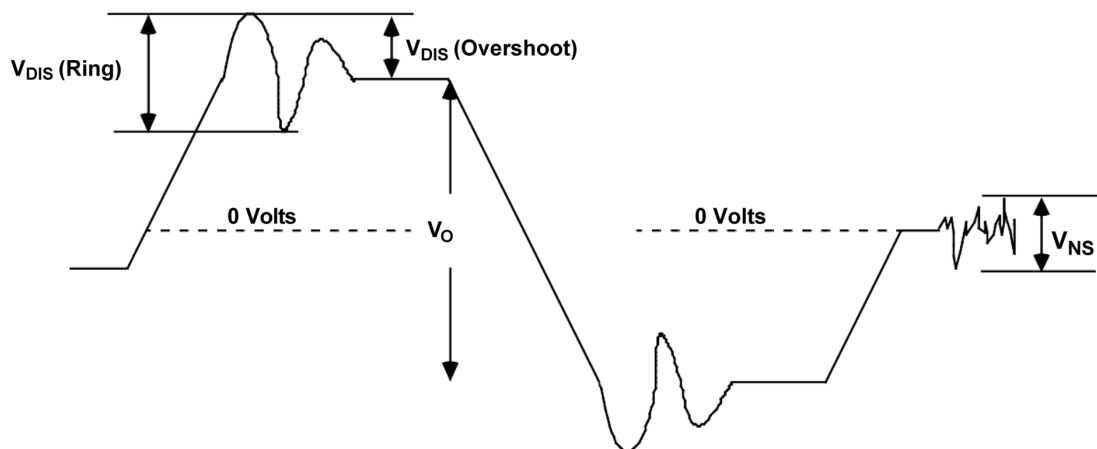 V_DIS (Overshoot)
V_DIS (Ring)
0 Volts
0 Volts
V_O
V_NS